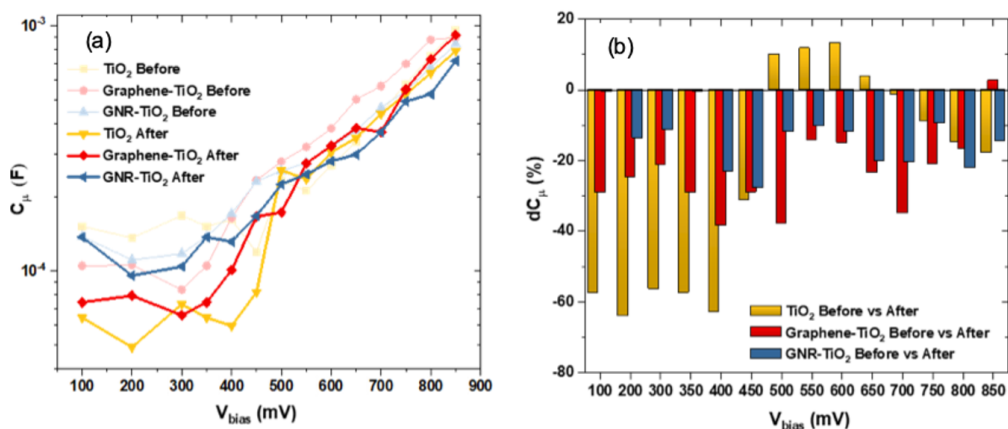 (a)
TiO₂ Before
Graphene-TiO₂ Before
GNR-TiO₂ Before
TiO₂ After
Graphene-TiO₂ After
GNR-TiO₂ After
10⁻³
10⁻⁴
Cμ (F)
100 200 300 400 500 600 700 800 900
V_bias (mV)
(b)
20
0
-20
-40
-60
-80
dCμ (%)
TiO₂ Before vs After
Graphene-TiO₂ Before vs After
GNR-TiO₂ Before vs After
100 200 300 350 400 450 500 550 600 650 700 750 800 850
V_bias (mV)